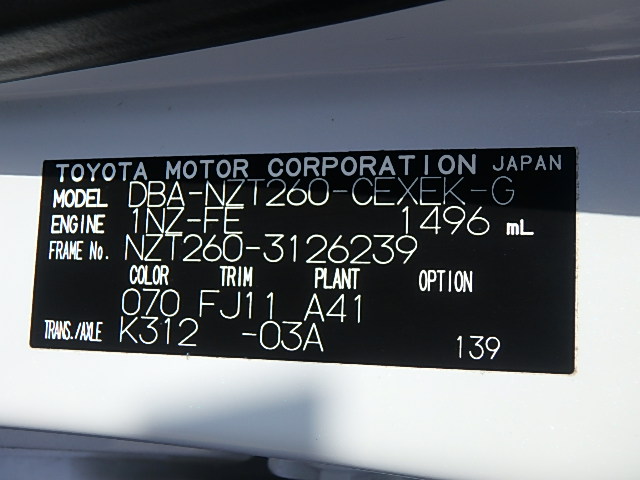 TOYOTA MOTOR CORPORATION JAPAN
MODEL DBA-NZT260-CEXEK-G
ENGINE 1NZ-FE 1496 mL
FRAME No. NZT260-3126239
COLOR TRIM PLANT OPTION
070 FJ11 A41
TRANS./AXLE K312 -03A
139